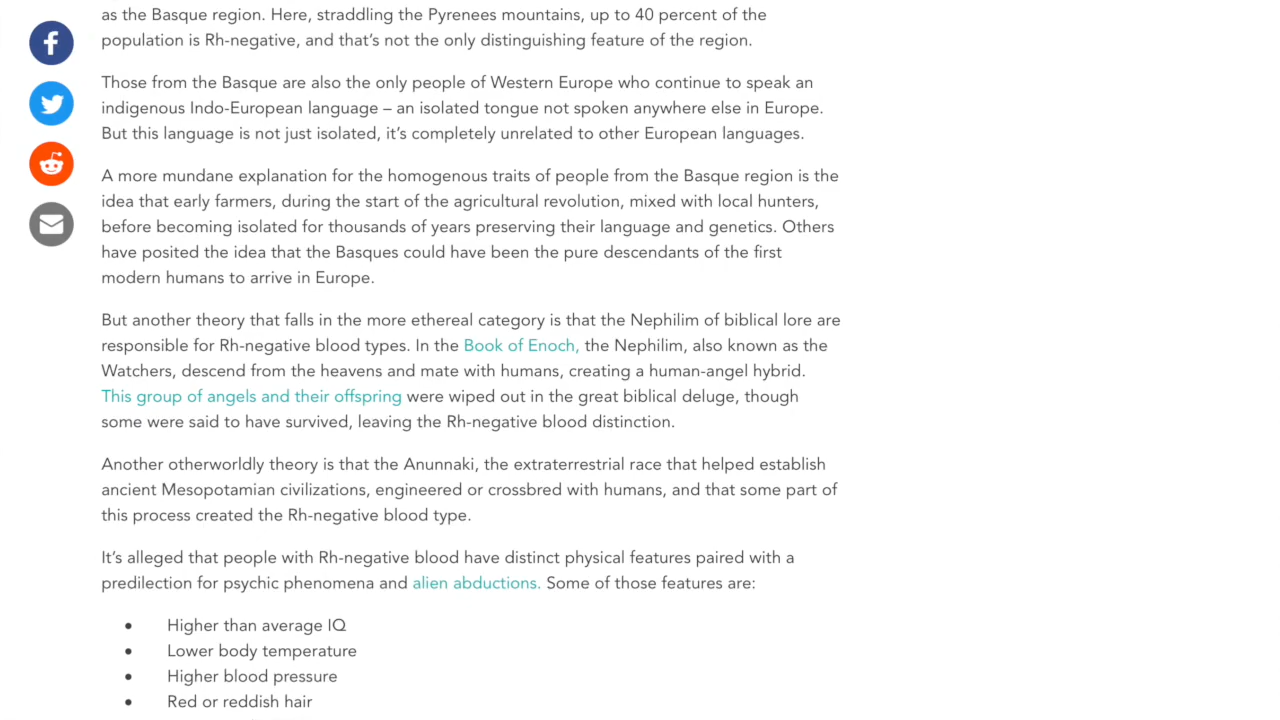 as the Basque region. Here, straddling the Pyrenees mountains, up to 40 percent of the
population is Rh-negative, and that’s not the only distinguishing feature of the region.
Those from the Basque are also the only people of Western Europe who continue to speak an
indigenous Indo-European language – an isolated tongue not spoken anywhere else in Europe.
But this language is not just isolated, it’s completely unrelated to other European languages.
A more mundane explanation for the homogenous traits of people from the Basque region is the
idea that early farmers, during the start of the agricultural revolution, mixed with local hunters,
before becoming isolated for thousands of years preserving their language and genetics. Others
have posited the idea that the Basques could have been the pure descendants of the first
modern humans to arrive in Europe.
But another theory that falls in the more ethereal category is that the Nephilim of biblical lore are
responsible for Rh-negative blood types. In the Book of Enoch, the Nephilim, also known as the
Watchers, descend from the heavens and mate with humans, creating a human-angel hybrid.
This group of angels and their offspring were wiped out in the great biblical deluge, though
some were said to have survived, leaving the Rh-negative blood distinction.
Another otherworldly theory is that the Anunnaki, the extraterrestrial race that helped establish
ancient Mesopotamian civilizations, engineered or crossbred with humans, and that some part of
this process created the Rh-negative blood type.
It’s alleged that people with Rh-negative blood have distinct physical features paired with a
predilection for psychic phenomena and alien abductions. Some of those features are:
• Higher than average IQ
• Lower body temperature
• Higher blood pressure
• Red or reddish hair